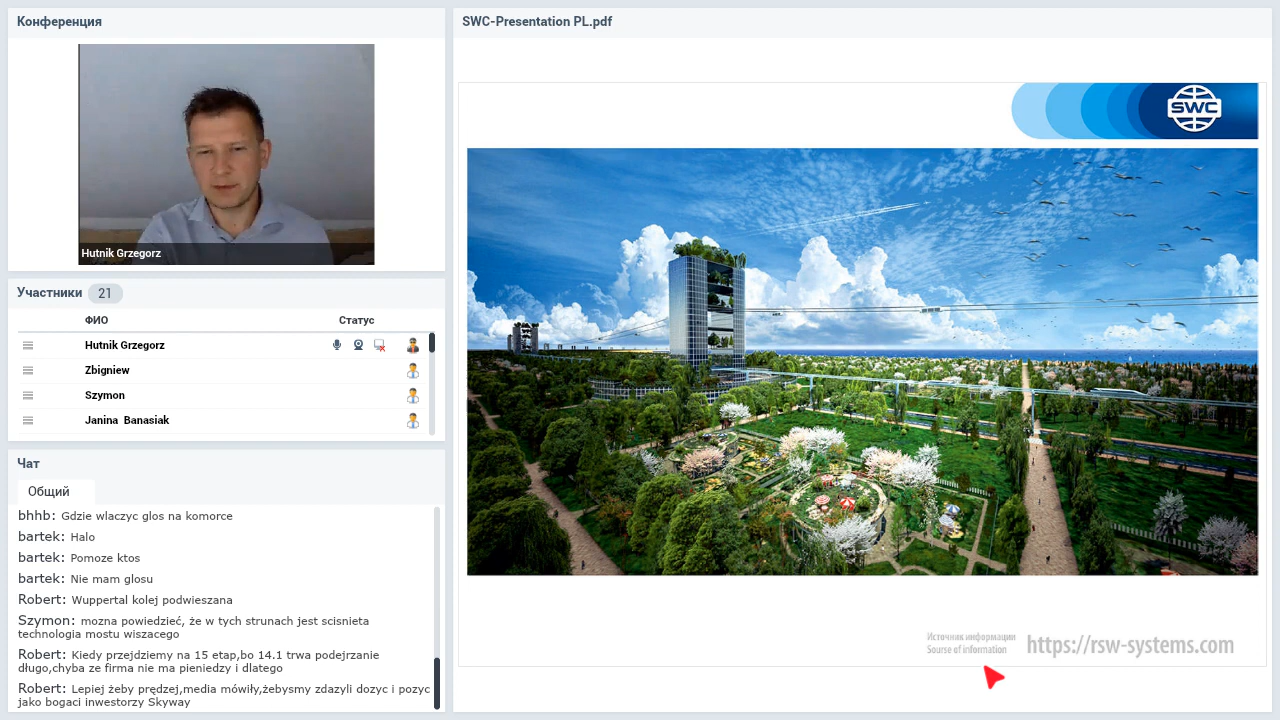 Конференция
Hutnik Grzegorz
Участники 21
ФИО Статус
Hutnik Grzegorz
Zbigniew
Szymon
Janina Banasiak
Чат
Общий
bhhb: Gdzie wlaczyc glos na komorce
bartek: Halo
bartek: Pomoze ktos
bartek: Nie mam glosu
Robert: Wuppertal kolej podwieszana
Szymon: mozna powiedzieć, że w tych strunach jest scisnieta
technologia mostu wiszacego
Robert: Kiedy przejdziemy na 15 etap,bo 14.1 trwa podejrzanie
długo,chyba ze firma nie ma pieniedzy i dlatego
Robert: Lepiej żeby prędzej,media mówiły,żebysmy zdazyli dozyc i pozyc
jako bogaci inwestorzy Skyway
SWC-Presentation PL.pdf
SWC
Источник информации
Sourse of information
https://rsw-systems.com